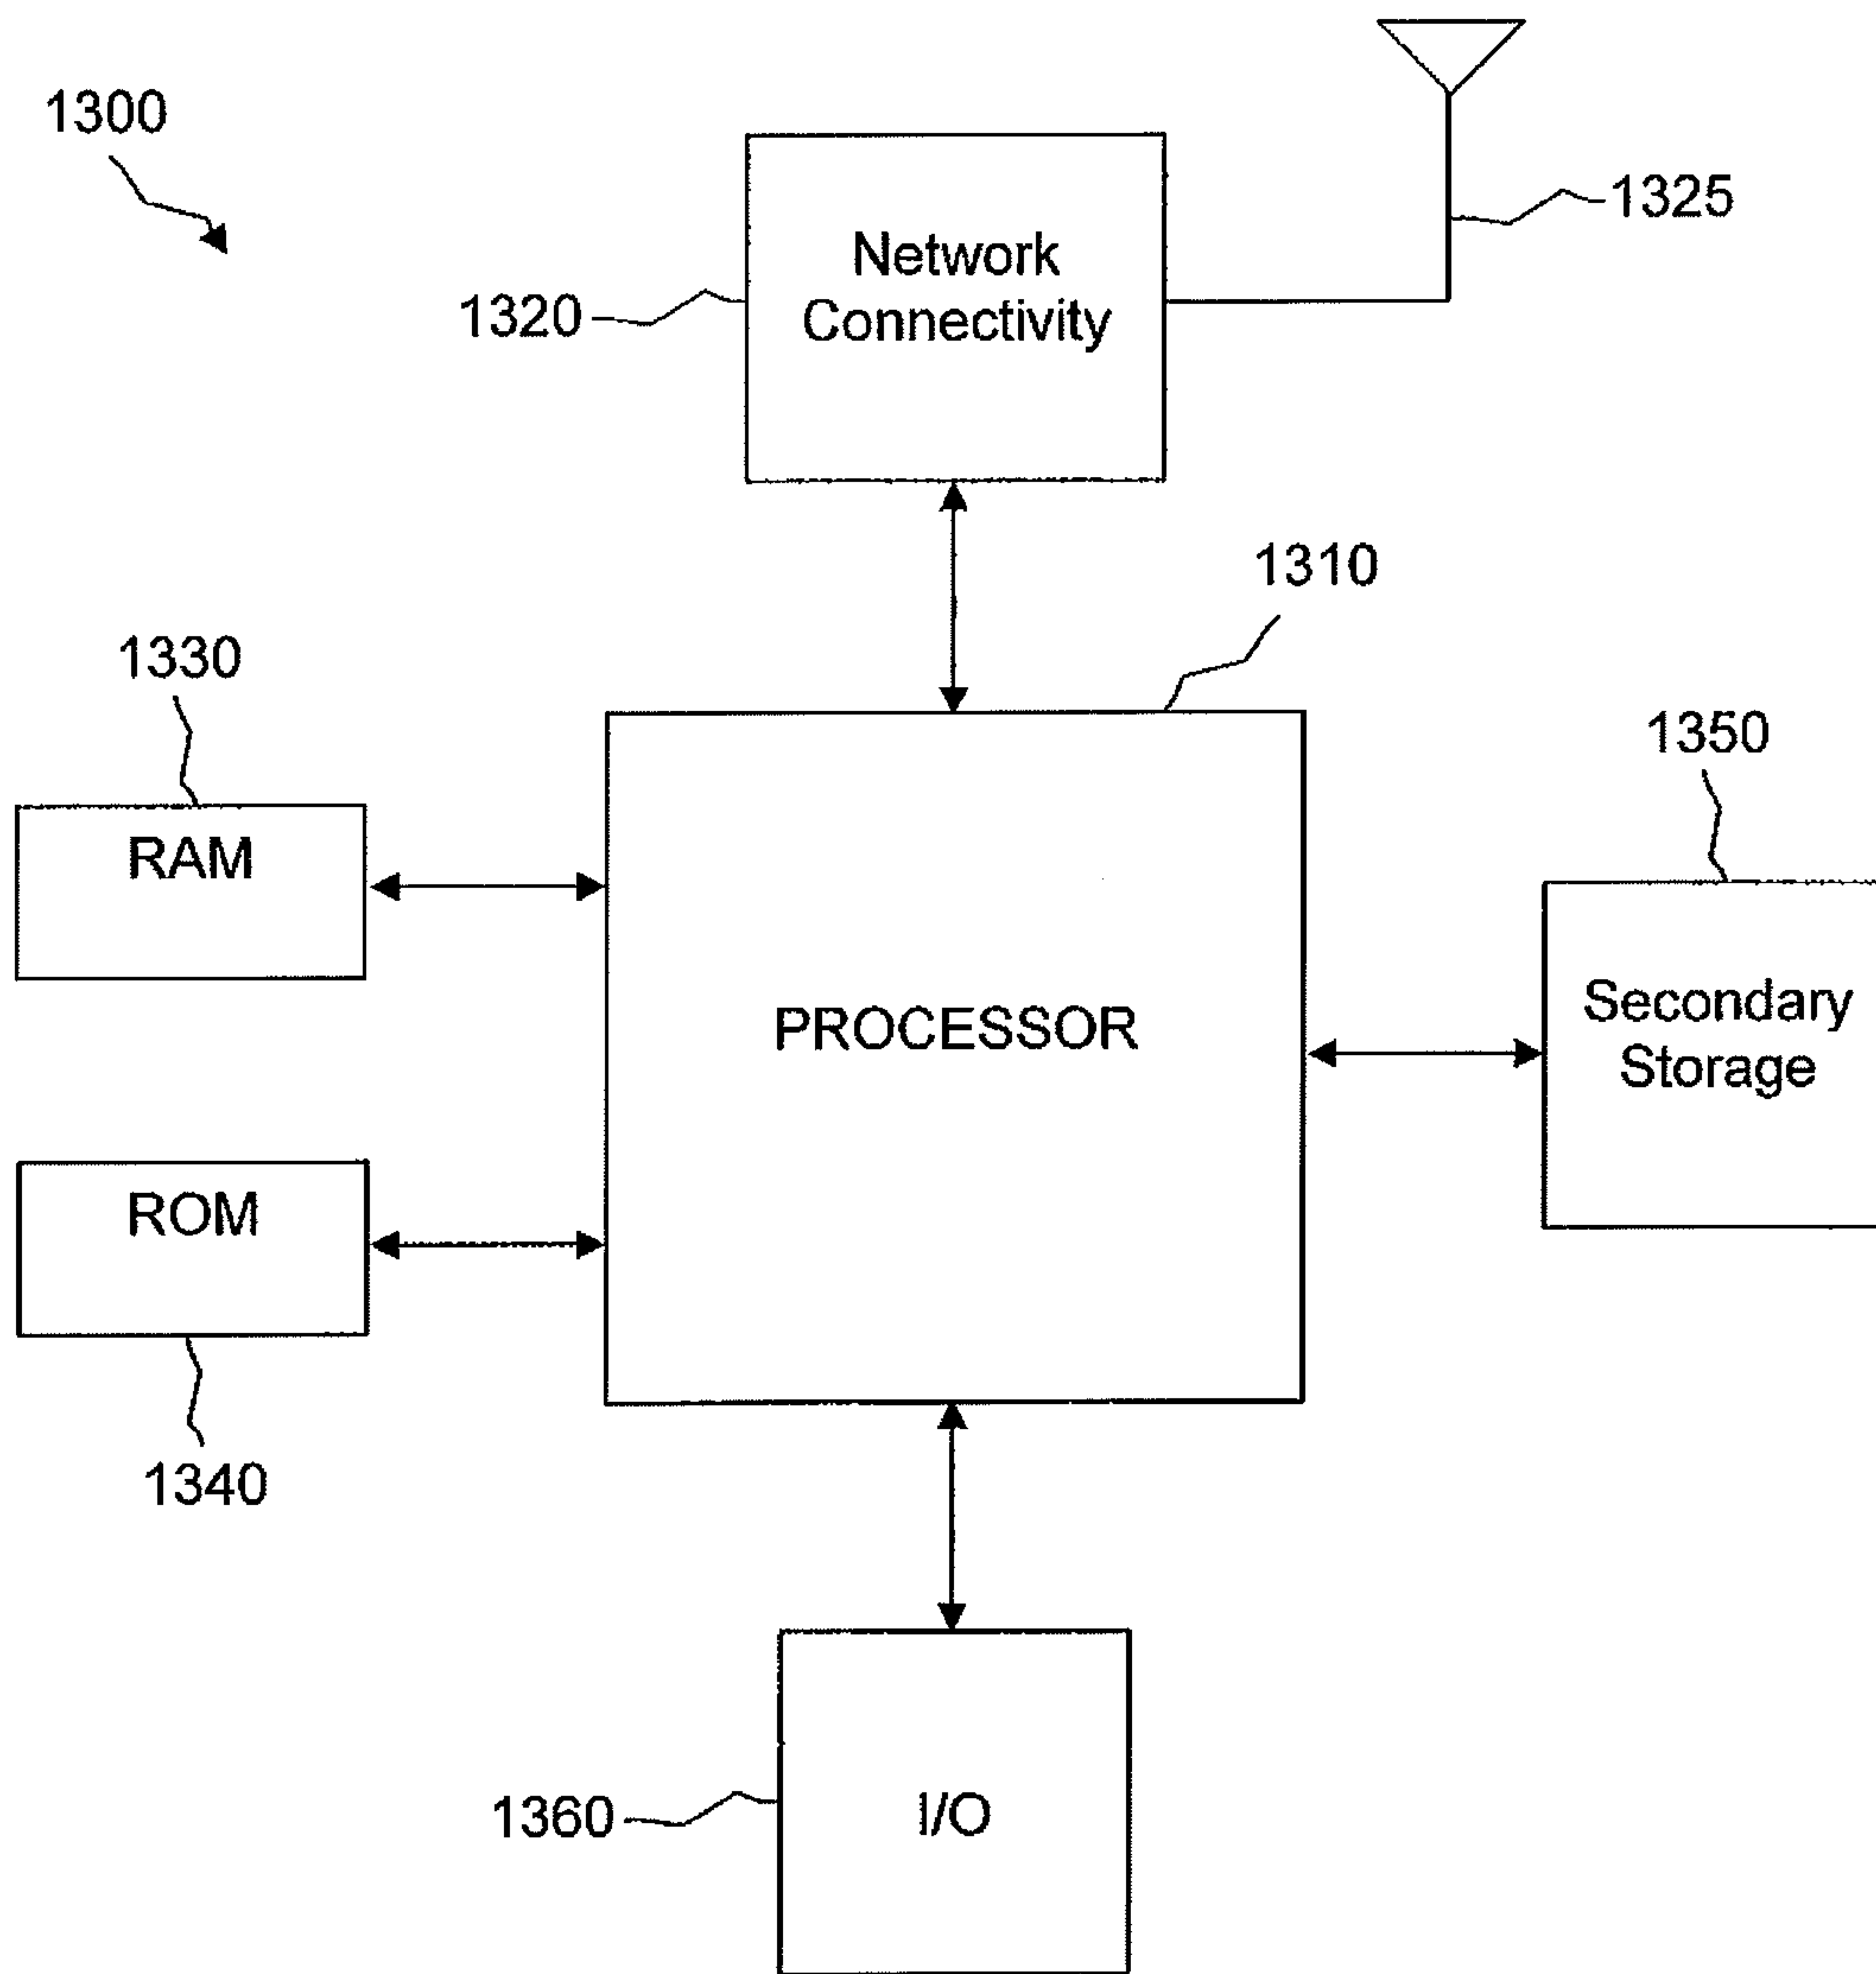 1300
1325
Network
Connectivity
1320
1310
1330
1350
RAM
Secondary
Storage
PROCESSOR
ROM
1340
1360
I/O